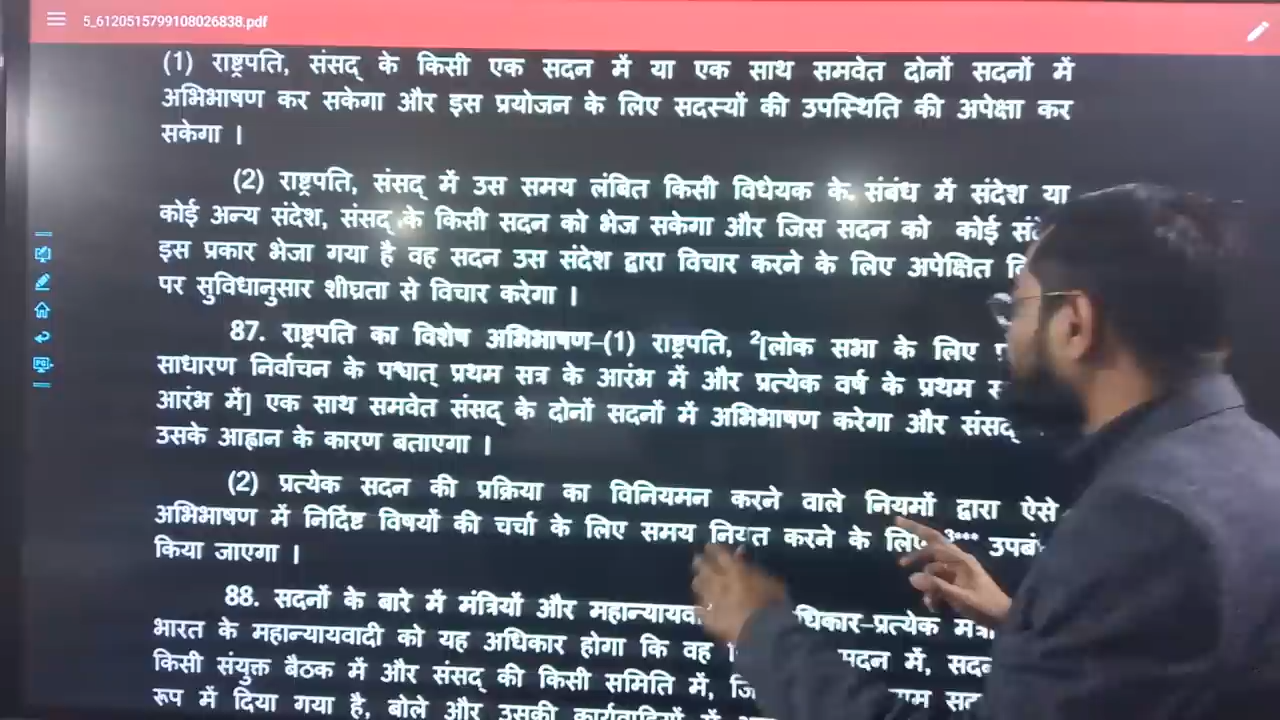 5_6120515799108026838.pdf
(1) राष्ट्रपति, संसद् के किसी एक सदन में या एक साथ समवेत दोनों सदनों में
अभिभाषण कर सकेगा और इस प्रयोजन के लिए सदस्यों की उपस्थिति की अपेक्षा कर
सकेगा ।
(2) राष्ट्रपति, संसद् में उस समय लंबित किसी विधेयक के संबंध में संदेश या
कोई अन्य संदेश, संसद् के किसी सदन को भेज सकेगा और जिस सदन को कोई
इस प्रकार भेजा गया है वह सदन उस संदेश द्वारा विचार करने के लिए अपेक्षित
पर सुविधानुसार शीघ्रता से विचार करेगा ।
87. राष्ट्रपति का विशेष अभिभाषण–(1) राष्ट्रपति, ²[लोक सभा के लिए
साधारण निर्वाचन के पश्चात् प्रथम सत्र के आरंभ में और प्रत्येक वर्ष के प्रथम
आरंभ में] एक साथ समवेत संसद् के दोनों सदनों में अभिभाषण करेगा और संसद्
उसके आह्वान के कारण बताएगा ।
(2) प्रत्येक सदन की प्रक्रिया का विनियमन करने वाले नियमों द्वारा ऐसे
अभिभाषण में निर्दिष्ट विषयों की चर्चा के लिए समय नियत करने के लिए ³***
किया जाएगा ।
88. सदनों के बारे में मंत्रियों और प्रत्येक
भारत के महान्यायवादी को यह अधिकार होगा कि वह में,
किसी संयुक्त बैठक में और संसद् की किसी समिति में,
रूप में दिया गया है, बोले और उसकी